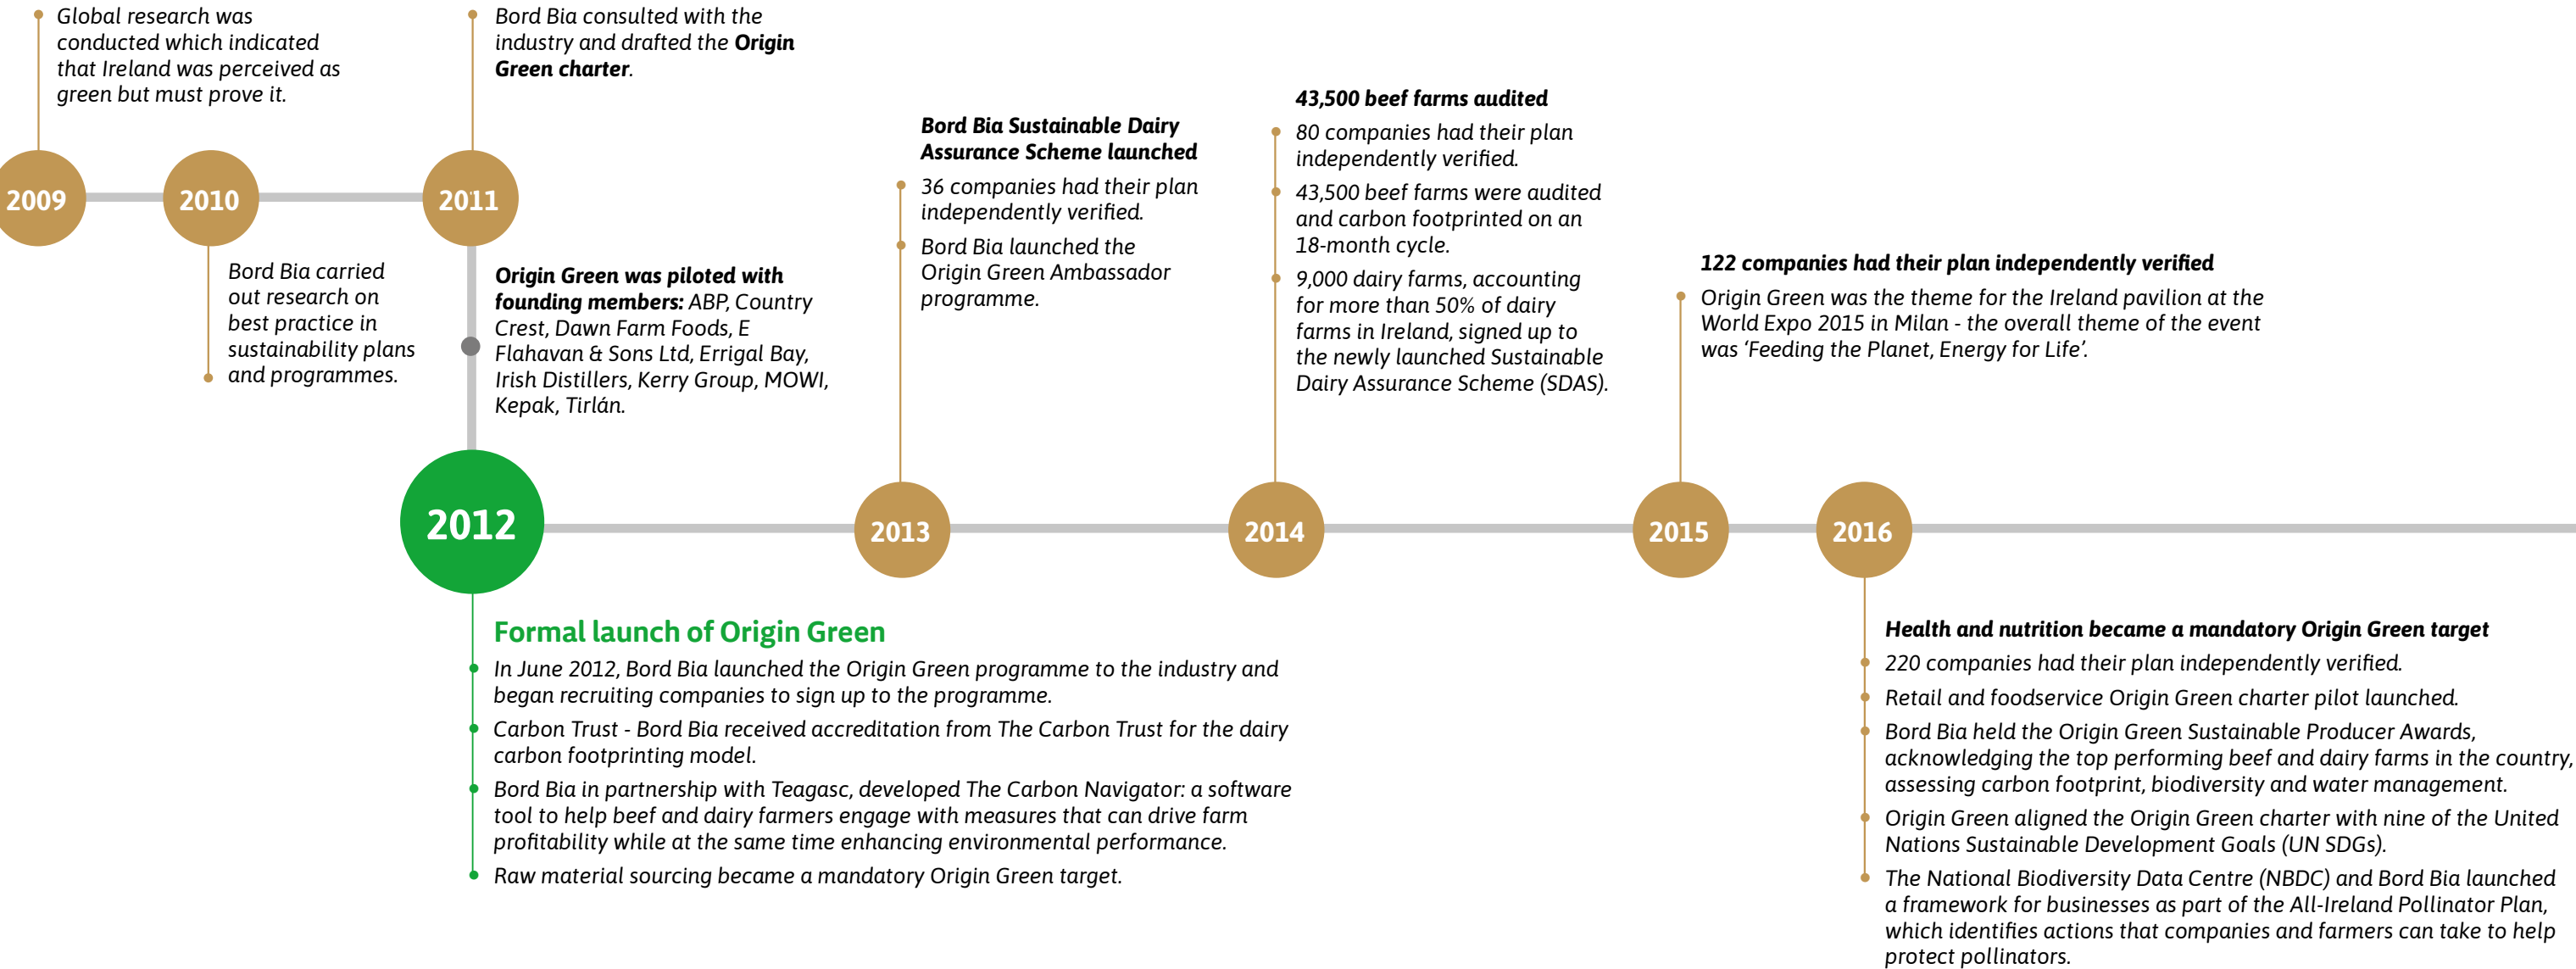 Global research was
conducted which indicated
that Ireland was perceived as
green but must prove it.
2009
2010
Bord Bia carried
out research on
best practice in
sustainability plans
and programmes.
Bord Bia consulted with the
industry and drafted the Origin
Green charter.
2011
Origin Green was piloted with
founding members: ABP, Country
Crest, Dawn Farm Foods, E
Flahavan & Sons Ltd, Errigal Bay,
Irish Distillers, Kerry Group, MOWI,
Kepak, Tirlán.
2012
Formal launch of Origin Green
In June 2012, Bord Bia launched the Origin Green programme to the industry and
began recruiting companies to sign up to the programme.
Carbon Trust - Bord Bia received accreditation from The Carbon Trust for the dairy
carbon footprinting model.
Bord Bia in partnership with Teagasc, developed The Carbon Navigator: a software
tool to help beef and dairy farmers engage with measures that can drive farm
profitability while at the same time enhancing environmental performance.
Raw material sourcing became a mandatory Origin Green target.
Bord Bia Sustainable Dairy
Assurance Scheme launched
36 companies had their plan
independently verified.
Bord Bia launched the
Origin Green Ambassador
programme.
2013
43,500 beef farms audited
80 companies had their plan
independently verified.
43,500 beef farms were audited
and carbon footprinted on an
18-month cycle.
9,000 dairy farms, accounting
for more than 50% of dairy
farms in Ireland, signed up to
the newly launched Sustainable
Dairy Assurance Scheme (SDAS).
2014
122 companies had their plan independently verified
Origin Green was the theme for the Ireland pavilion at the
World Expo 2015 in Milan - the overall theme of the event
was ‘Feeding the Planet, Energy for Life’.
2015
2016
Health and nutrition became a mandatory Origin Green target
220 companies had their plan independently verified.
Retail and foodservice Origin Green charter pilot launched.
Bord Bia held the Origin Green Sustainable Producer Awards,
acknowledging the top performing beef and dairy farms in the country,
assessing carbon footprint, biodiversity and water management.
Origin Green aligned the Origin Green charter with nine of the United
Nations Sustainable Development Goals (UN SDGs).
The National Biodiversity Data Centre (NBDC) and Bord Bia launched
a framework for businesses as part of the All-Ireland Pollinator Plan,
which identifies actions that companies and farmers can take to help
protect pollinators.